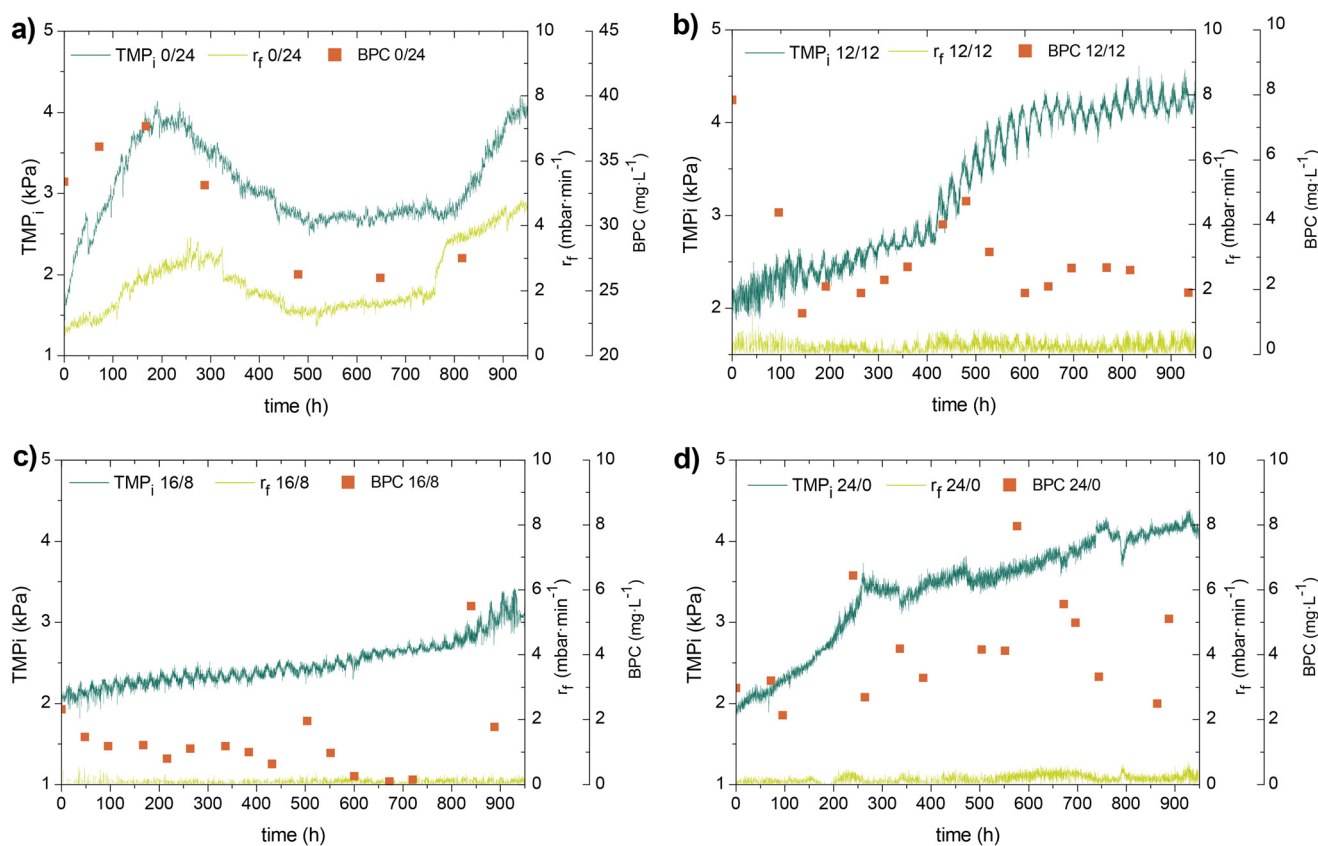 a)
TMPi 0/24 rf 0/24 BPC 0/24
5 4 3 2 1
TMPi (kPa)
10 8 6 4 2 0
rf (mbar·min-1)
45 40 35 30 25 20
BPC (mg·L-1)
0 100 200 300 400 500 600 700 800 900
time (h)
b)
TMPi 12/12 rf 12/12 BPC 12/12
5 4 3 2
TMPi (kPa)
10 8 6 4 2 0
rf (mbar·min-1)
10 8 6 4 2 0
BPC (mg·L-1)
0 100 200 300 400 500 600 700 800 900
time (h)
c)
TMPi 16/8 rf 16/8 BPC 16/8
5 4 3 2 1
TMPi (kPa)
10 8 6 4 2 0
rf (mbar·min-1)
10 8 6 4 2 0
BPC (mg·L-1)
0 100 200 300 400 500 600 700 800 900
time (h)
d)
TMPi 24/0 rf 24/0 BPC 24/0
5 4 3 2 1
TMPi (kPa)
10 8 6 4 2 0
rf (mbar·min-1)
10 8 6 4 2 0
BPC (mg·L-1)
0 100 200 300 400 500 600 700 800 900
time (h)